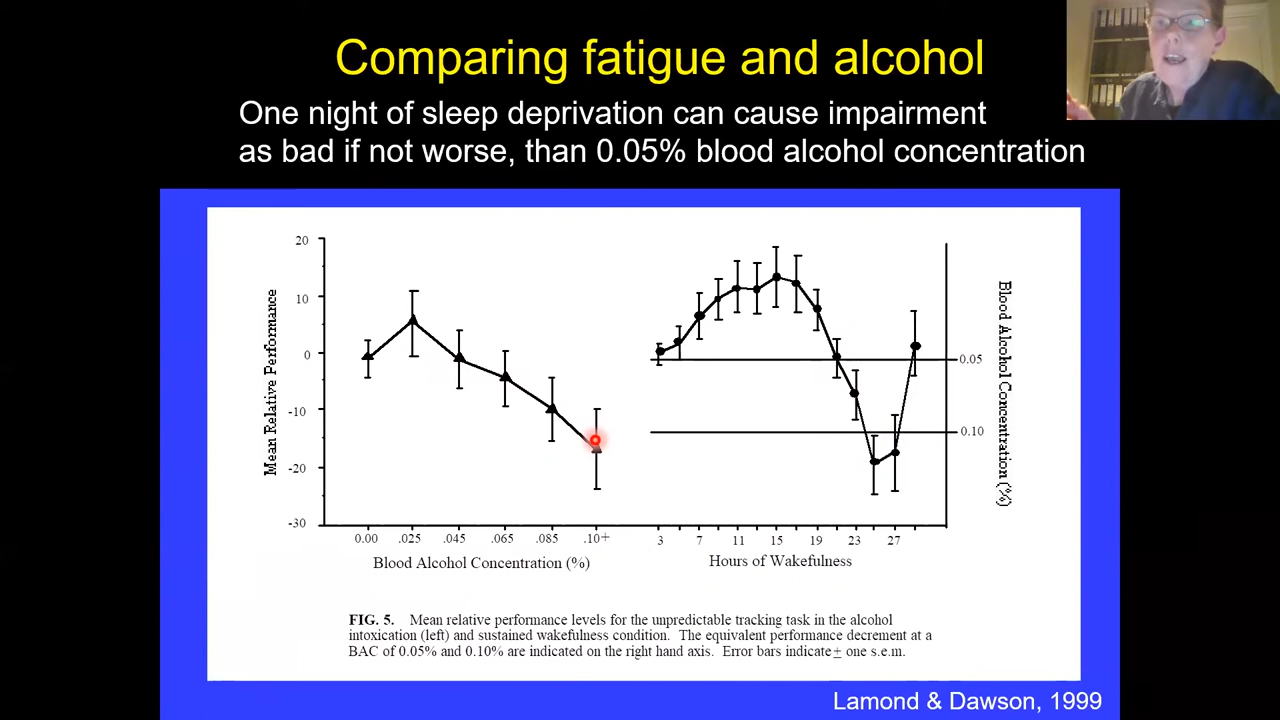 Comparing fatigue and alcohol
One night of sleep deprivation can cause impairment
as bad if not worse, than 0.05% blood alcohol concentration
20
10
0
-10
-20
-30
Mean Relative Performance
0.00 .025 .045 .065 .085 .10+
Blood Alcohol Concentration (%)
0.05
0.10
Blood Alcohol Concentration (%)
3 7 11 15 19 23 27
Hours of Wakefulness
FIG. 5. Mean relative performance levels for the unpredictable tracking task in the alcohol
intoxication (left) and sustained wakefulness condition. The equivalent performance decrement at a
BAC of 0.05% and 0.10% are indicated on the right hand axis. Error bars indicate ± one s.e.m.
Lamond & Dawson, 1999